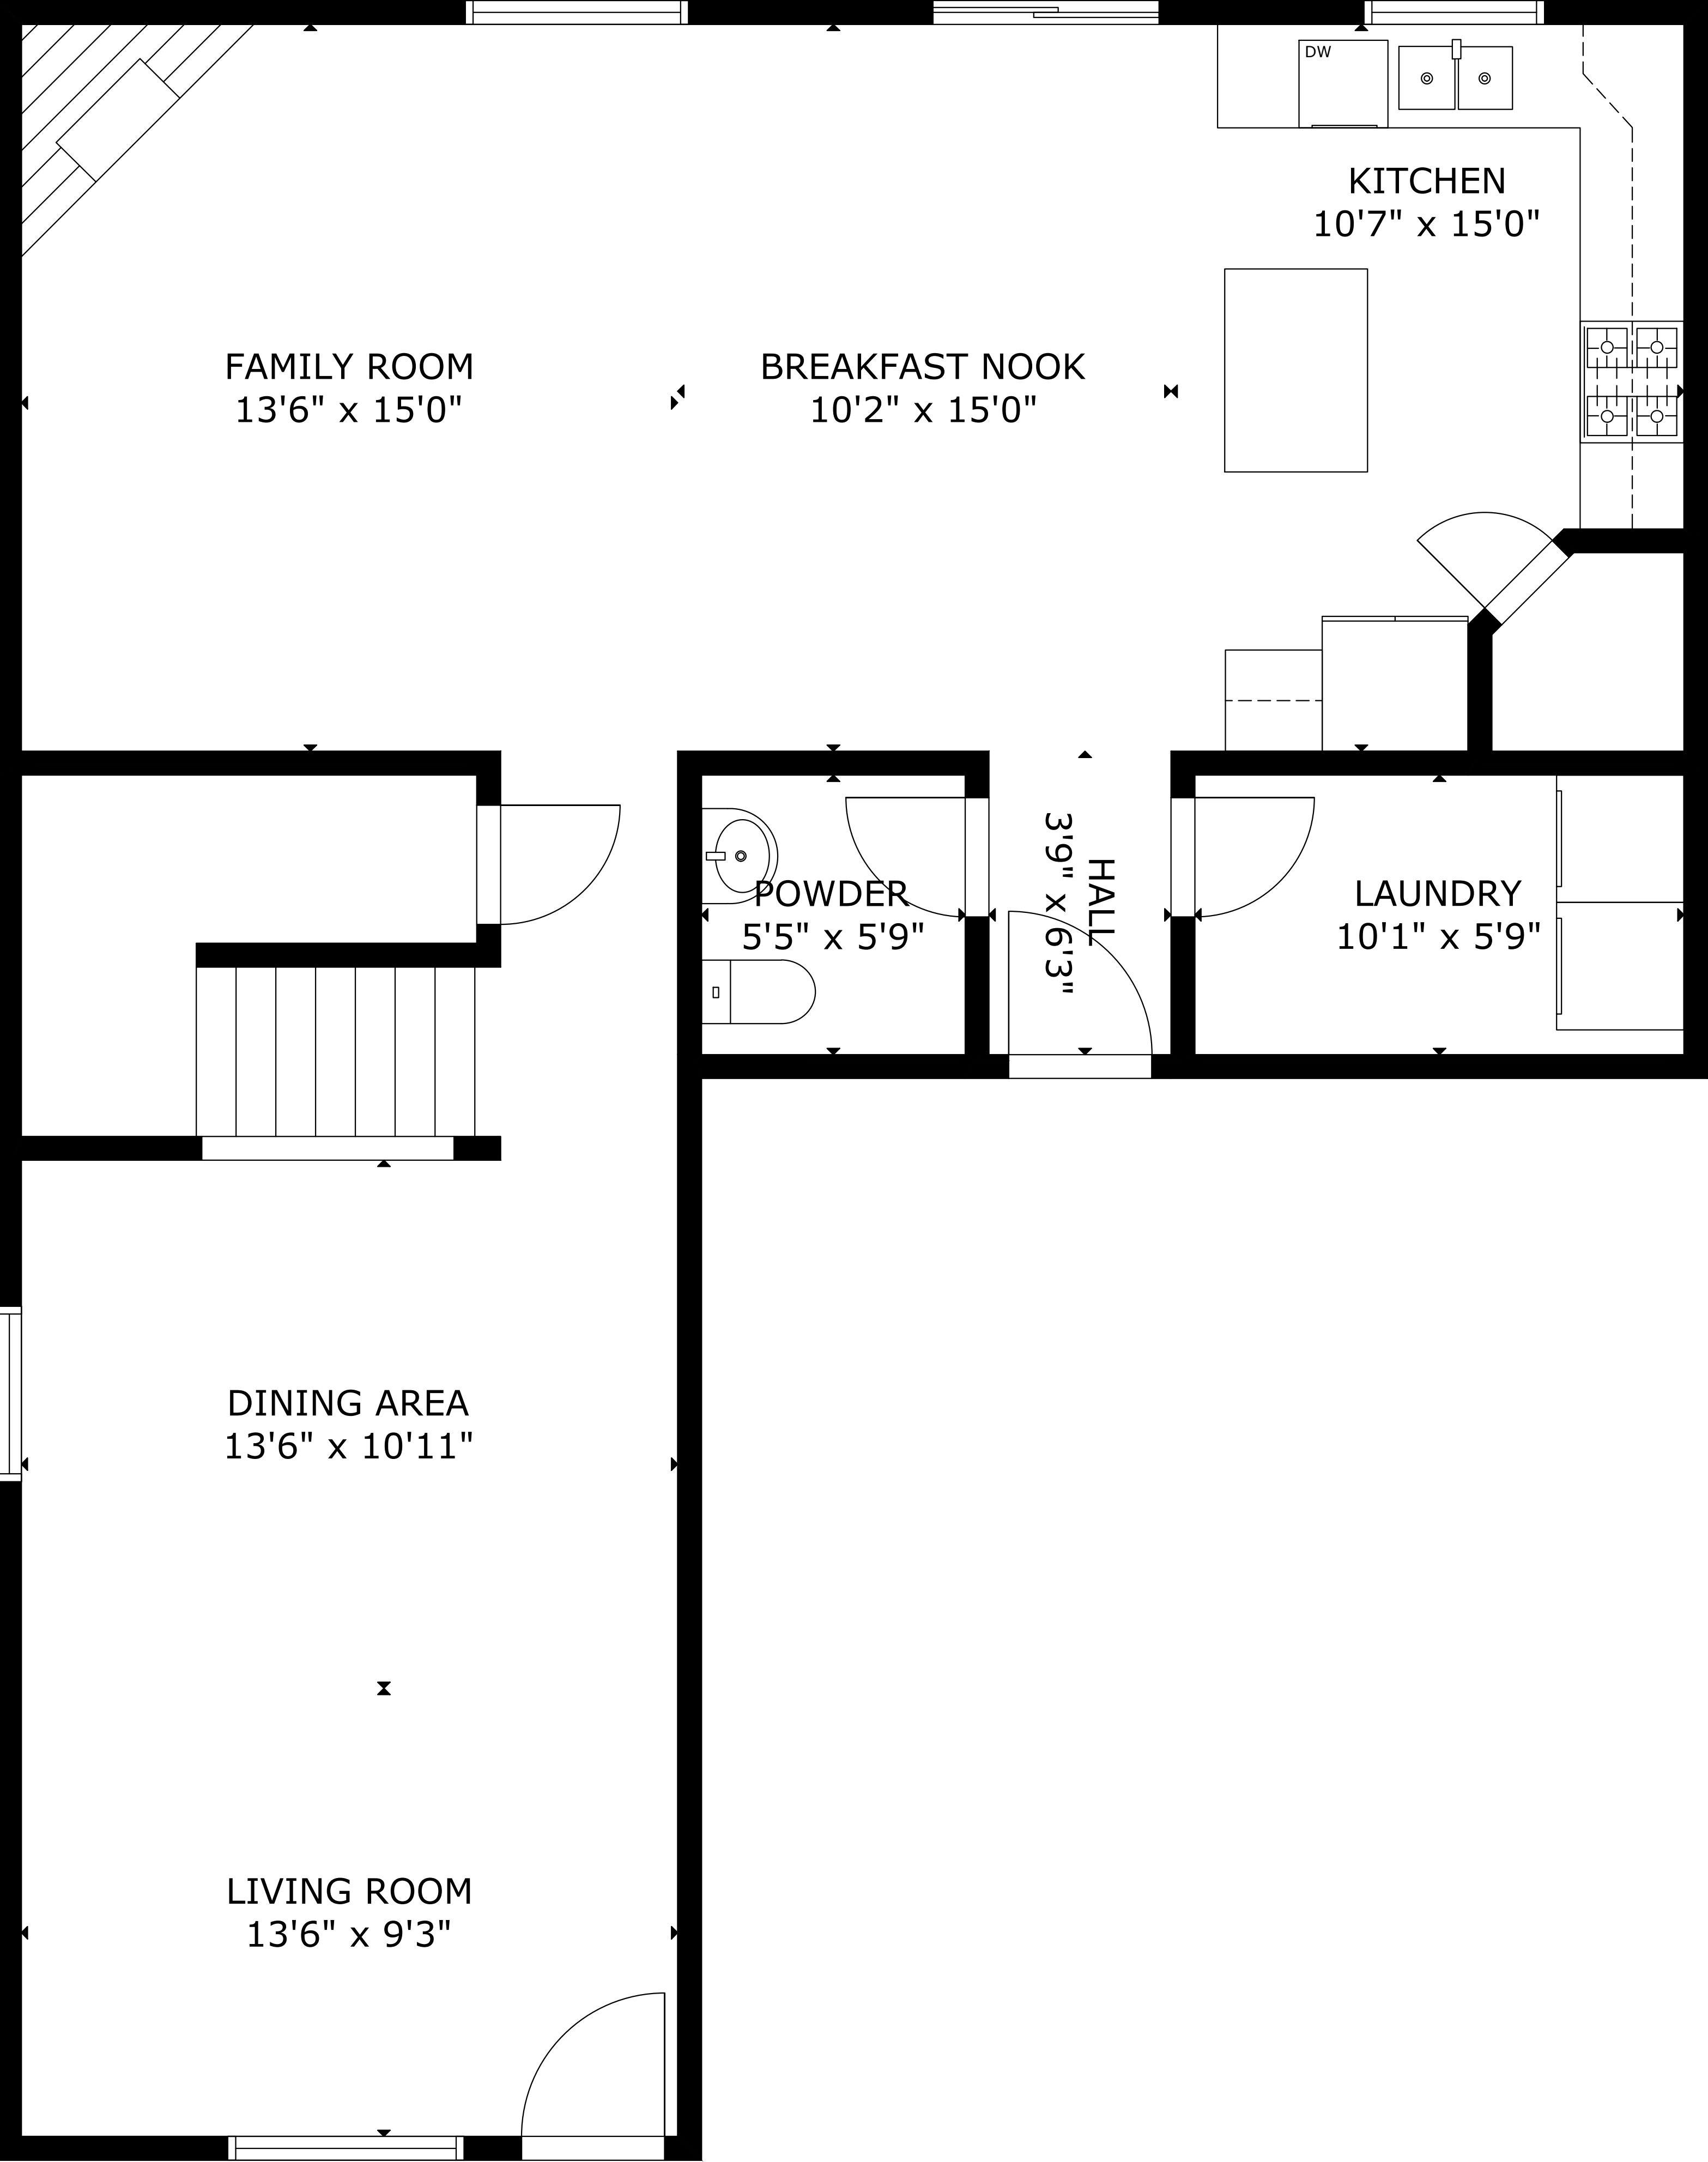 DW
KITCHEN
10'7" x 15'0"
FAMILY ROOM
13'6" x 15'0"
BREAKFAST NOOK
10'2" x 15'0"
POWDER
5'5" x 5'9"
HALL
3'9" x 6'3"
LAUNDRY
10'1" x 5'9"
DINING AREA
13'6" x 10'11"
LIVING ROOM
13'6" x 9'3"